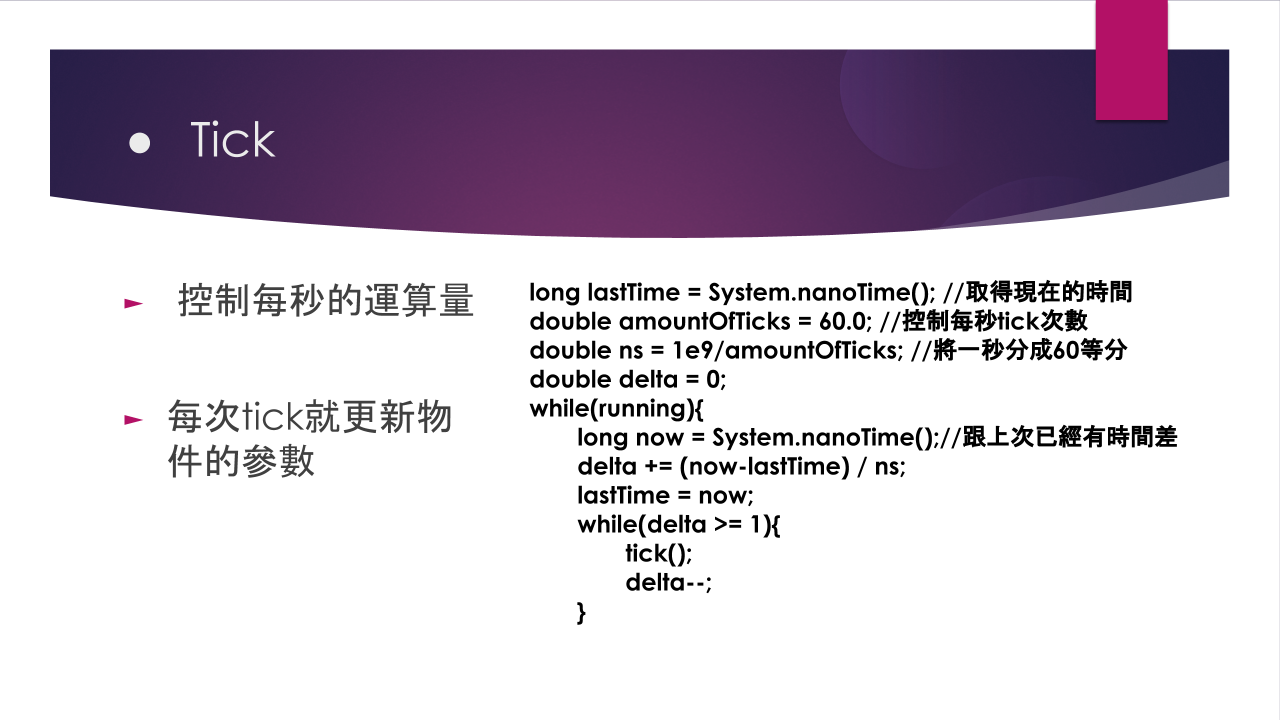 ● Tick
► 控制每秒的運算量
► 每次tick就更新物
件的參數
long lastTime = System.nanoTime(); //取得現在的時間
double amountOfTicks = 60.0; //控制每秒tick次數
double ns = 1e9/amountOfTicks; //將一秒分成60等分
double delta = 0;
while(running){
long now = System.nanoTime();//跟上次已經有時間差
delta += (now-lastTime) / ns;
lastTime = now;
while(delta >= 1){
tick();
delta--;
}